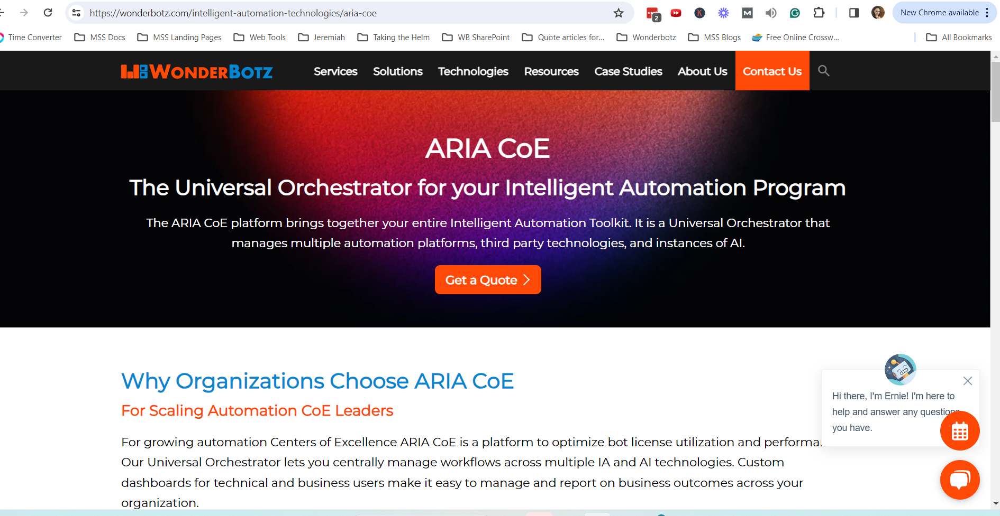 https://wonderbotz.com/intelligent-automation-technologies/aria-coe
2
K
M
G
New Chrome available
Time Converter
MSS Docs
MSS Landing Pages
Web Tools
Jeremiah
Taking the Helm
WB SharePoint
Quote articles for...
Wonderbotz
MSS Blogs
Free Online Crossw...
All Bookmarks
WONDERBOTZ
Services
Solutions
Technologies
Resources
Case Studies
About Us
Contact Us
ARIA CoE
The Universal Orchestrator for your Intelligent Automation Program
The ARIA CoE platform brings together your entire Intelligent Automation Toolkit. It is a Universal Orchestrator that
manages multiple automation platforms, third party technologies, and instances of AI.
Get a Quote
Why Organizations Choose ARIA CoE
For Scaling Automation CoE Leaders
For growing automation Centers of Excellence ARIA CoE is a platform to optimize bot license utilization and
Our Universal Orchestrator lets you centrally manage workflows across multiple IA and AI technologies. Custom
dashboards for technical and business users make it easy to manage and report on business outcomes across your
organization.
Hi there, I'm Ernie! I'm here to
help and answer any questions
you have.